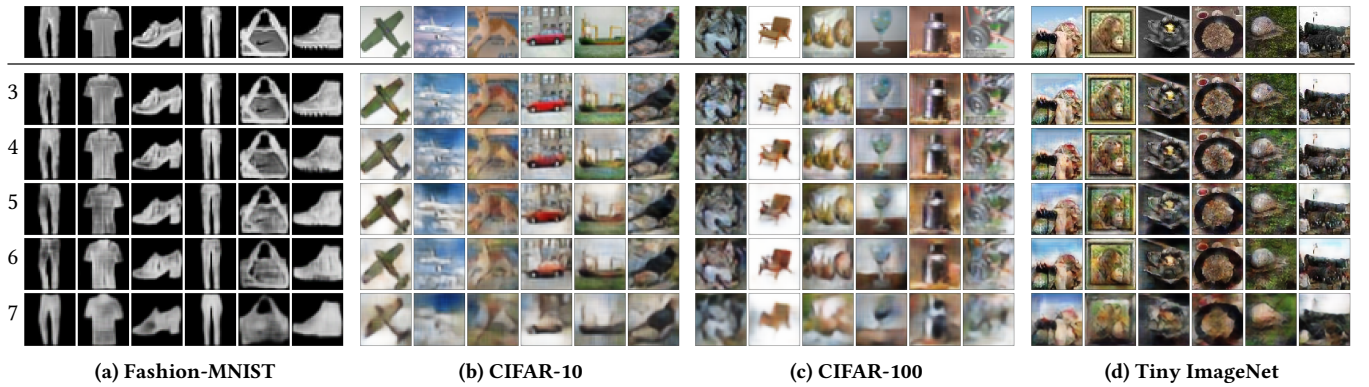 3
4
5
6
7
(a) Fashion-MNIST
(b) CIFAR-10
(c) CIFAR-100
(d) Tiny ImageNet